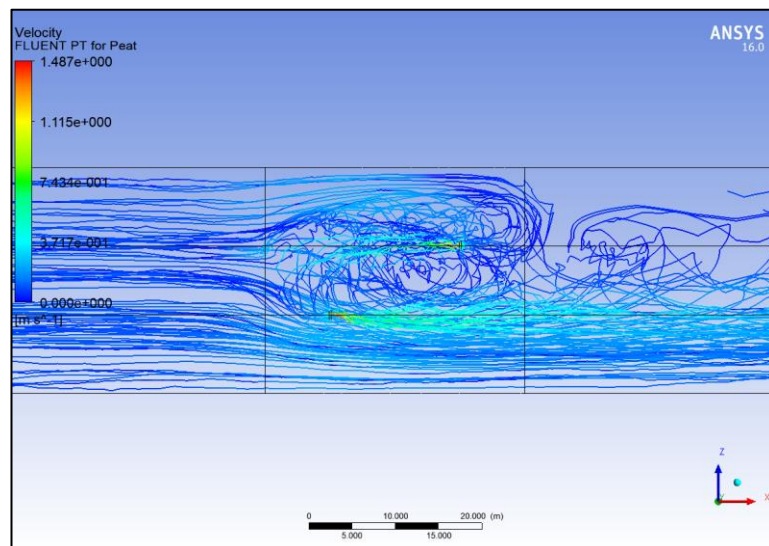 Velocity
FLUENT PT for Peat
1.487e+000
1.115e+000
7.434e-001
3.717e-001
0.000e+000
[m s^-1]
ANSYS
16.0
Z
Y
X
0 10.000 20.000 (m)
5.000 15.000